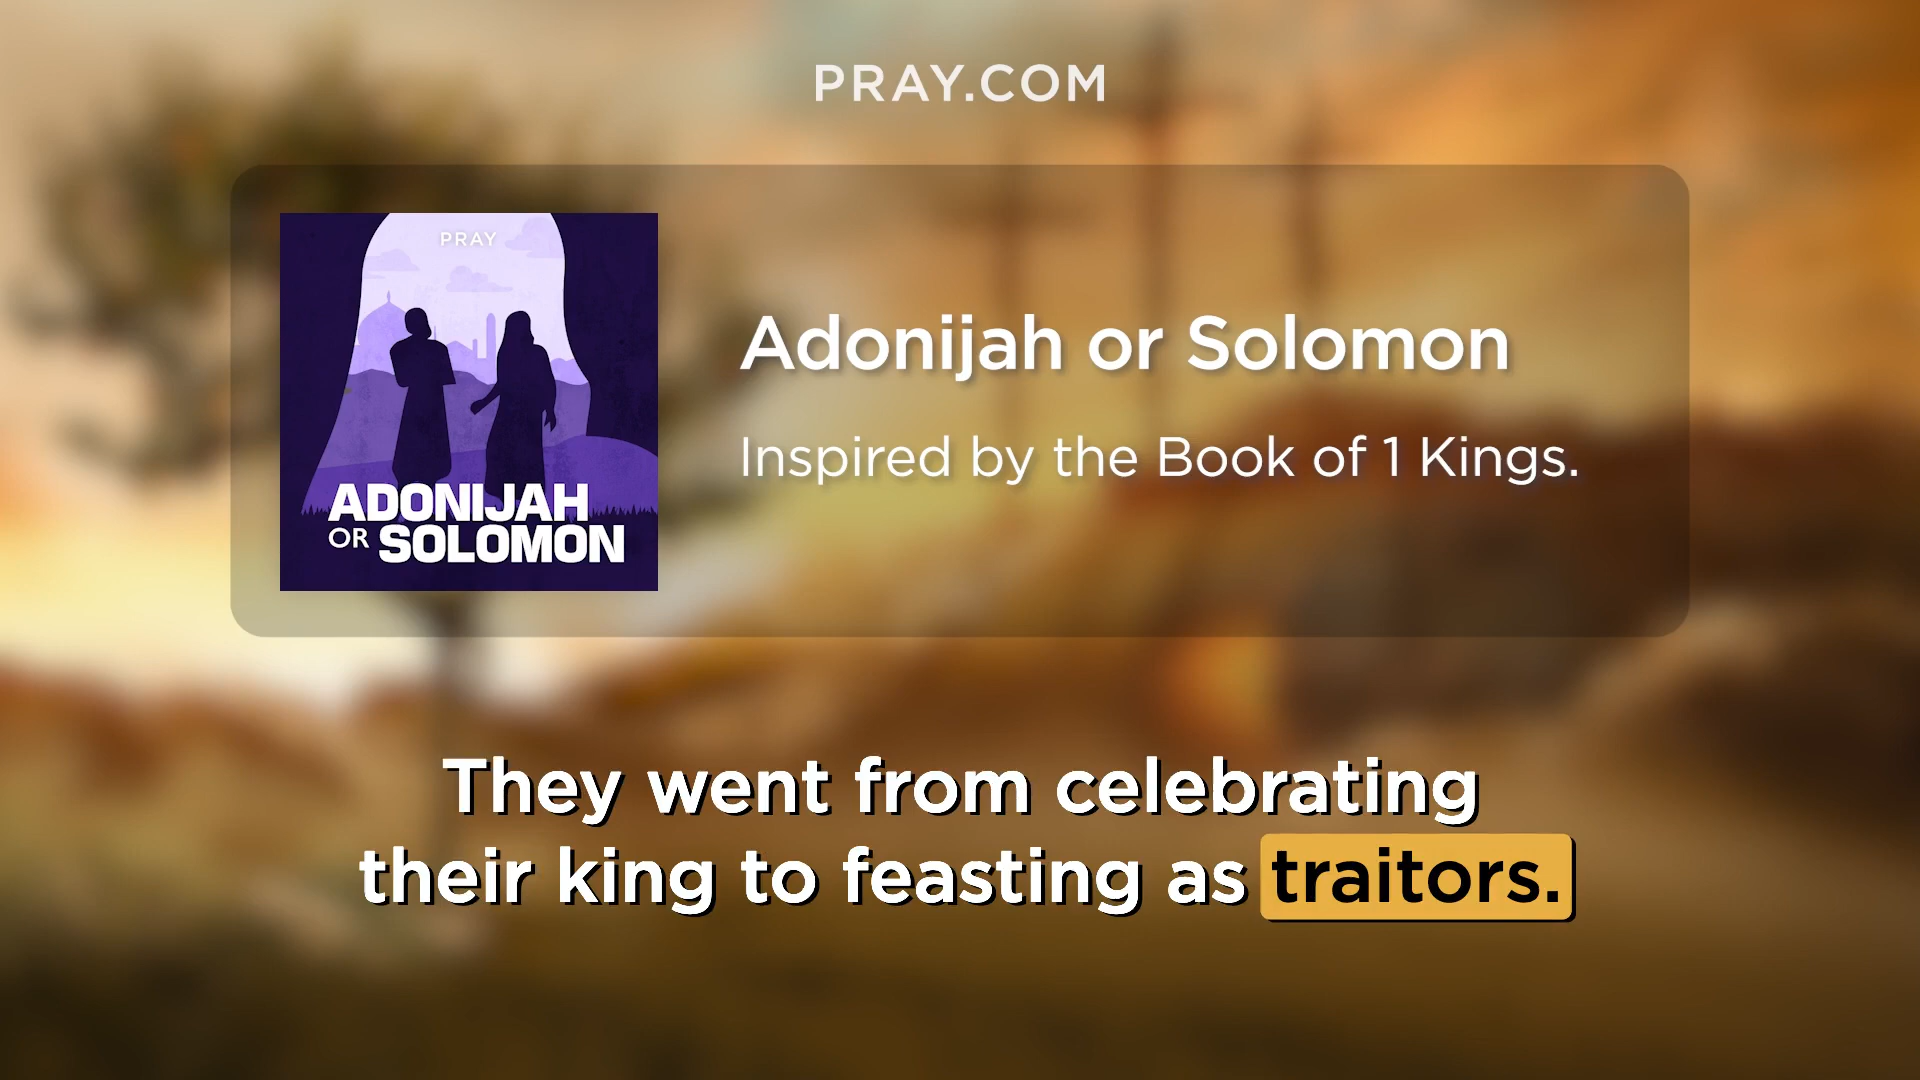 PRAY.COM
PRAY
ADONIJAH
OR SOLOMON
Adonijah or Solomon
Inspired by the Book of 1 Kings.
They went from celebrating
their king to feasting as traitors.